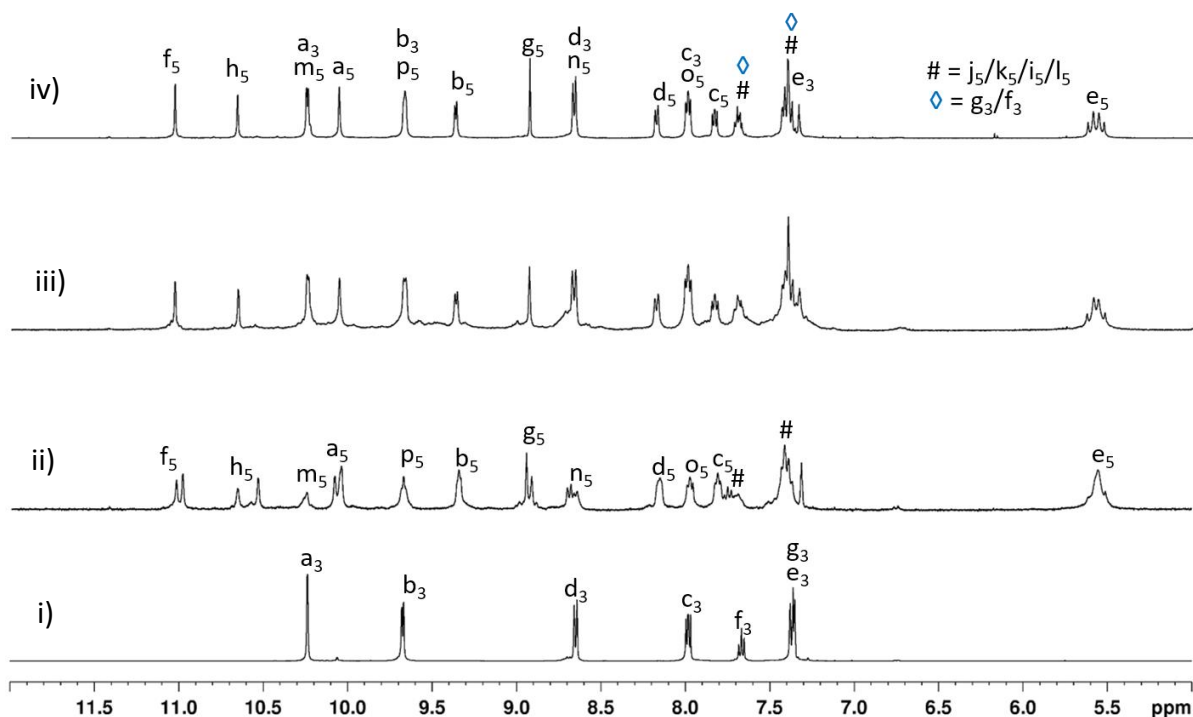 iv)
f₅
h₅
a₃
m₅
a₅
b₃
p₅
b₅
g₅
d₃
n₅
d₅
c₃
o₅
c₅
◊
#
◊
#
e₃
# = j₅/k₅/i₅/l₅
◊ = g₃/f₃
e₅
iii)
ii)
f₅
h₅
m₅
a₅
p₅
b₅
g₅
n₅
d₅
o₅
c₅
#
#
e₅
i)
a₃
b₃
d₃
c₃
f₃
g₃
e₃
11.5 11.0 10.5 10.0 9.5 9.0 8.5 8.0 7.5 7.0 6.5 6.0 5.5 ppm